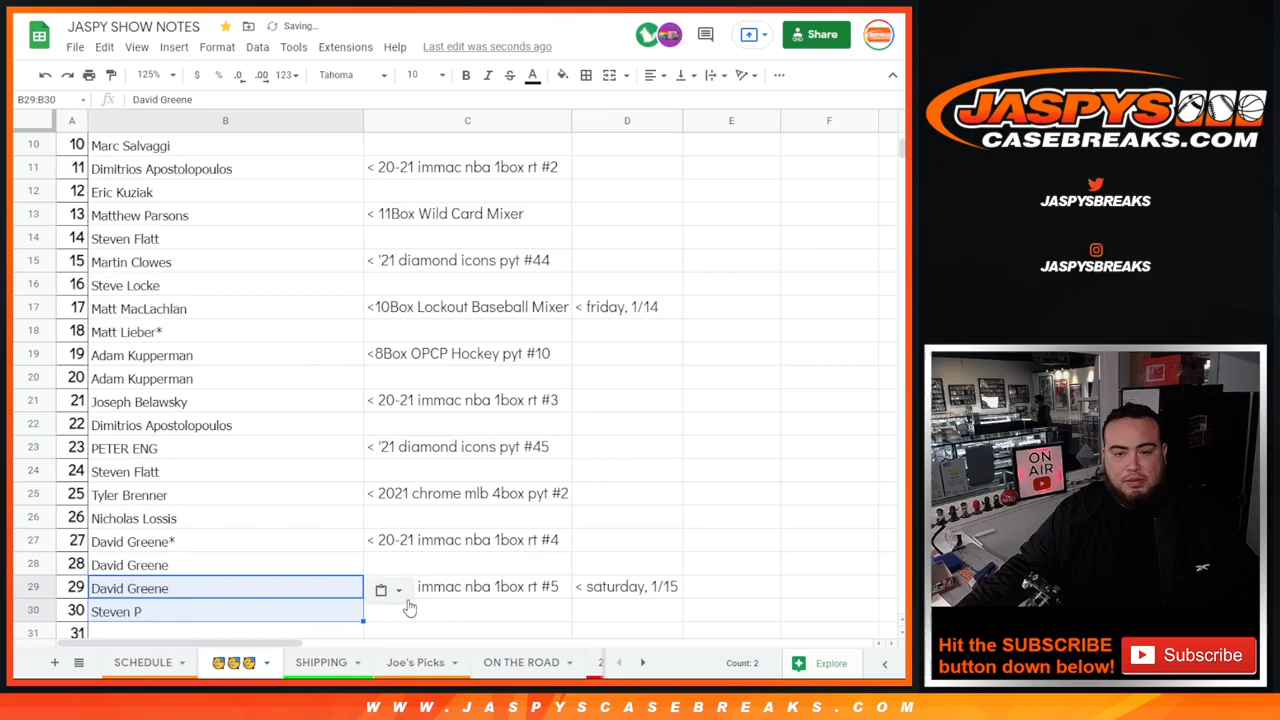 JASPY SHOW NOTES Saving...
File Edit View Insert Format Data Tools Extensions Help Last edit was seconds ago Share
125% $ % .0 .00 123 Tahoma 10 B I S A
B29:B30 fx David Greene
A B C D E F
10 10 Marc Salvaggi
11 11 Dimitrios Apostolopoulos < 20-21 immac nba 1box rt #2
12 12 Eric Kuziak
13 13 Matthew Parsons < 11Box Wild Card Mixer
14 14 Steven Flatt
15 15 Martin Clowes < '21 diamond icons pyt #44
16 16 Steve Locke
17 17 Matt MacLachlan <10Box Lockout Baseball Mixer < friday, 1/14
18 18 Matt Lieber*
19 19 Adam Kupperman <8Box OPCP Hockey pyt #10
20 20 Adam Kupperman
21 21 Joseph Belawsky < 20-21 immac nba 1box rt #3
22 22 Dimitrios Apostolopoulos
23 23 PETER ENG < '21 diamond icons pyt #45
24 24 Steven Flatt
25 25 Tyler Brenner < 2021 chrome mlb 4box pyt #2
26 26 Nicholas Lossis
27 27 David Greene* < 20-21 immac nba 1box rt #4
28 28 David Greene
29 29 David Greene immac nba 1box rt #5 < saturday, 1/15
30 30 Steven P
31 31
SCHEDULE SHIPPING Joe's Picks ON THE ROAD 2 Count: 2 Explore
JASPYS
CASEBREAKS.COM
JASPYSBREAKS
JASPYSBREAKS
ON
AIR
Hit the SUBSCRIBE
button down below!
Subscribe
WWW.JASPYSCASEBREAKS.COM